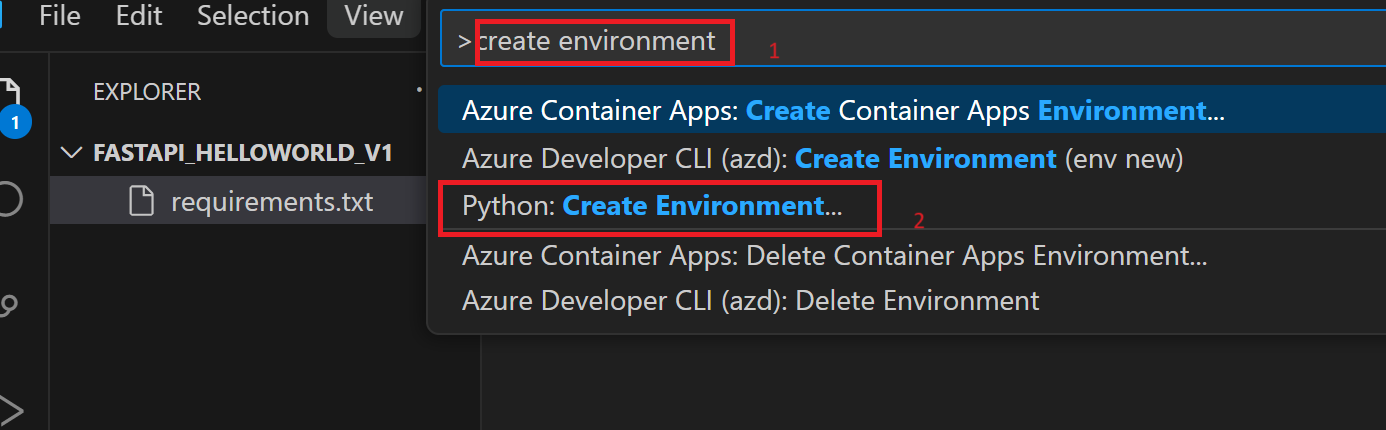 File Edit Selection View
>create environment 1
EXPLORER
1
Azure Container Apps: Create Container Apps Environment...
FASTAPI_HELLOWORLD_V1
Azure Developer CLI (azd): Create Environment (env new)
requirements.txt
Python: Create Environment... 2
Azure Container Apps: Delete Container Apps Environment...
Azure Developer CLI (azd): Delete Environment